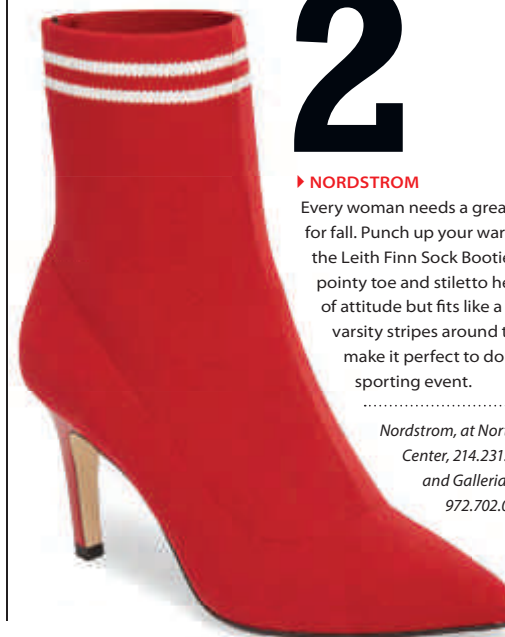 2
NORDSTROM
Every woman needs a grea
for fall. Punch up your war
the Leith Finn Sock Bootie
pointy toe and stiletto he
of attitude but fits like a
varsity stripes around t
make it perfect to do
sporting event.
Nordstrom, at Nort
Center, 214.231.
and Galleria
972.702.0